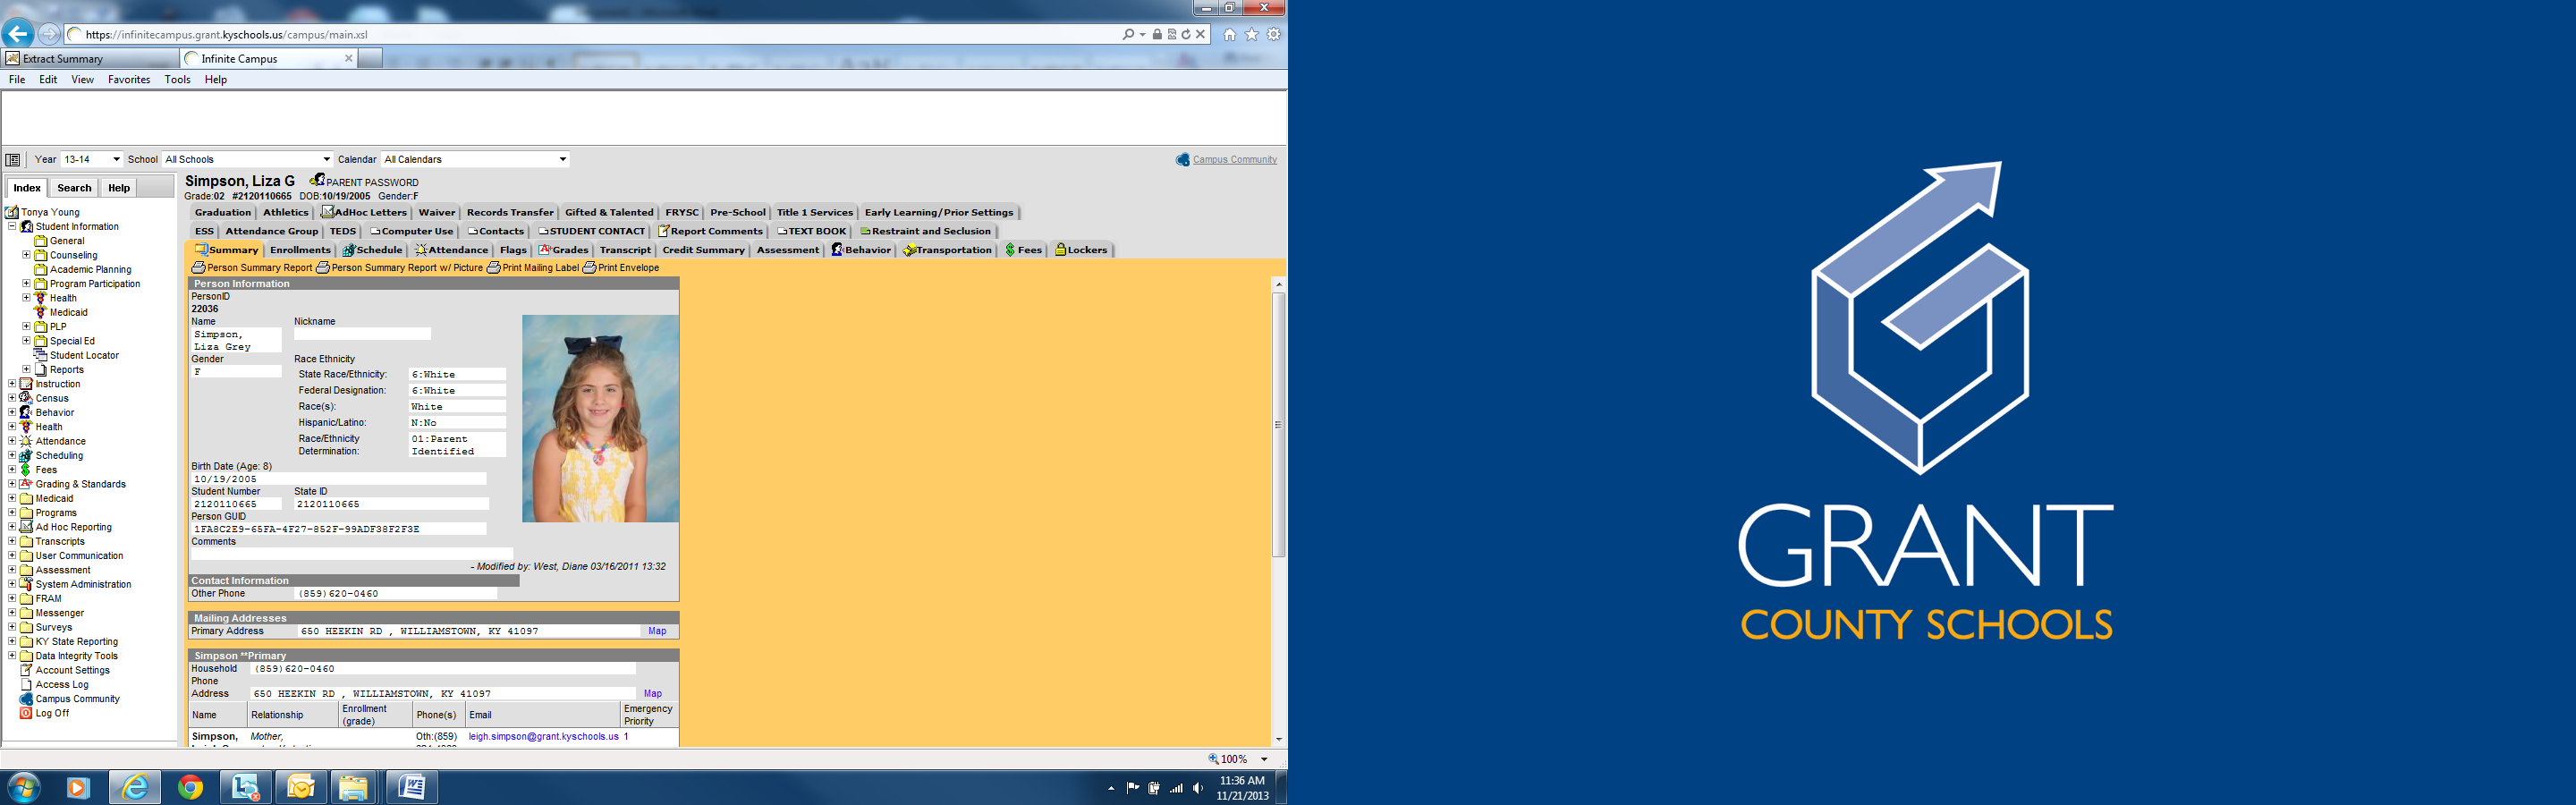 https://infinitecampus.grant.kyschools.us/campus/main.xsl
Extract Summary
Infinite Campus
File Edit View Favorites Tools Help
Year 13-14 School All Schools Calendar All Calendars
Campus Community
Index Search Help
Tonya Young
Student Information
General
Counseling
Academic Planning
Program Participation
Health
Medicaid
PLP
Special Ed
Student Locator
Reports
Instruction
Census
Behavior
Health
Attendance
Scheduling
Fees
Grading & Standards
Medicaid
Programs
Ad Hoc Reporting
Transcripts
User Communication
Assessment
System Administration
FRAM
Messenger
Surveys
KY State Reporting
Data Integrity Tools
Account Settings
Access Log
Campus Community
Log Off
Simpson, Liza G PARENT PASSWORD
Grade:02 #2120110665 DOB:10/19/2005 Gender:F
Graduation Athletics AdHoc Letters Waiver Records Transfer Gifted & Talented FRYSC Pre-School Title 1 Services Early Learning/Prior Settings
ESS Attendance Group TEDS Computer Use Contacts STUDENT CONTACT Report Comments TEXT BOOK Restraint and Seclusion
Summary Enrollments Schedule Attendance Flags Grades Transcript Credit Summary Assessment Behavior Transportation Fees Lockers
Person Summary Report Person Summary Report w/ Picture Print Mailing Label Print Envelope
Person Information
PersonID
22036
Name Nickname
Simpson,
Liza Grey
Gender Race Ethnicity
F
State Race/Ethnicity: 6:White
Federal Designation: 6:White
Race(s): White
Hispanic/Latino: N:No
Race/Ethnicity 01:Parent
Determination: Identified
Birth Date (Age: 8)
10/19/2005
Student Number State ID
2120110665 2120110665
Person GUID
1FA8C2E9-65FA-4F27-852F-99ADF38F2F3E
Comments
- Modified by: West, Diane 03/16/2011 13:32
Contact Information
Other Phone (859)620-0460
Mailing Addresses
Primary Address 650 HEEKIN RD , WILLIAMSTOWN, KY 41097 Map
Simpson **Primary
Household (859)620-0460
Phone
Address 650 HEEKIN RD , WILLIAMSTOWN, KY 41097 Map
Name Relationship Enrollment Phone(s) Email Emergency
(grade) Priority
Simpson, Mother, Oth:(859) leigh.simpson@grant.kyschools.us 1
100%
11:36 AM
11/21/2013
GRANT
COUNTY SCHOOLS